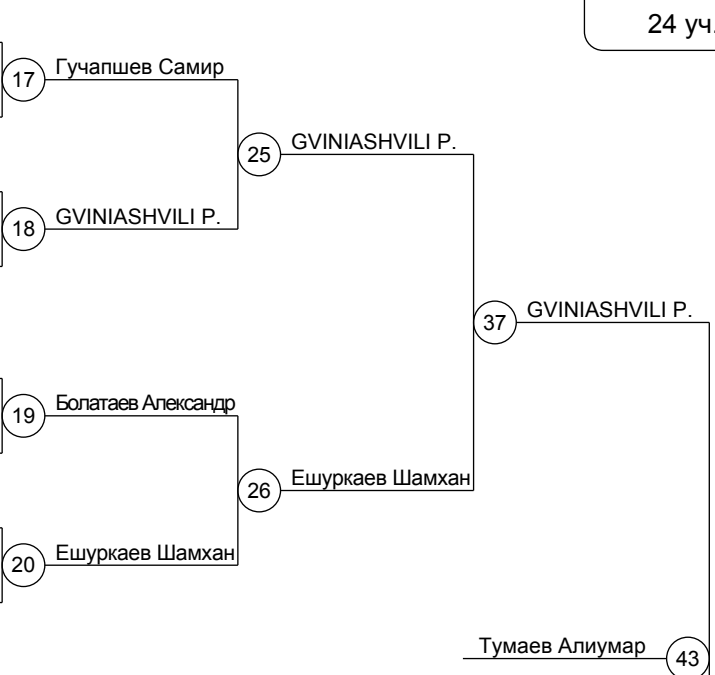 24 уч.
17 Гучапшев Самир
25 GVINIASHVILI P.
18 GVINIASHVILI P.
37 GVINIASHVILI P.
19 Болатаев Александр
26 Ешуркаев Шамхан
20 Ешуркаев Шамхан
Тумаев Алиумар 43